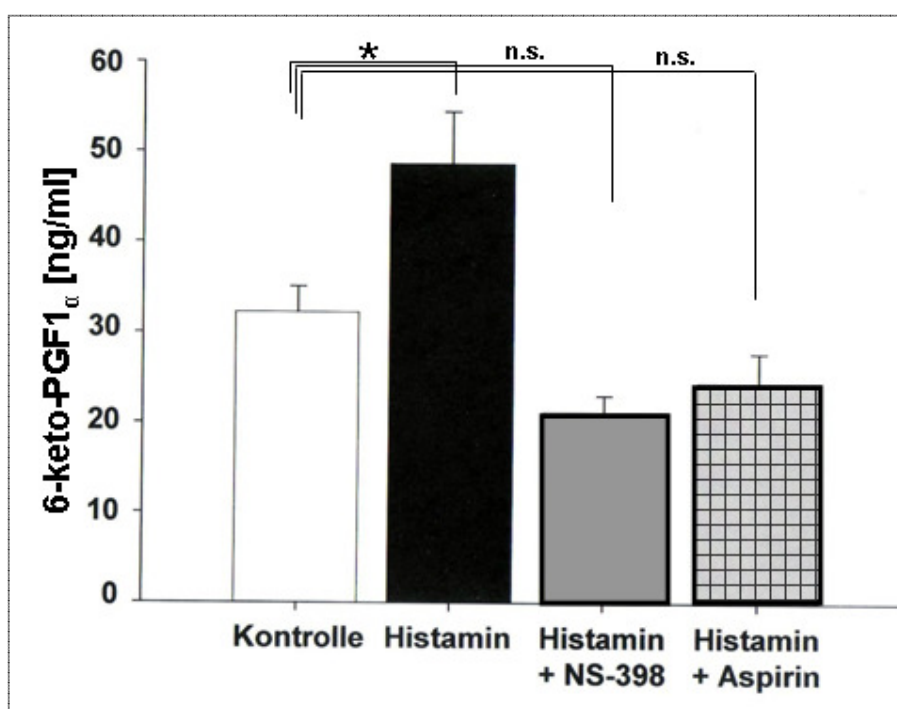 * n.s. n.s.
60
50
40
30
20
10
0
6-keto-PGF1α [ng/ml]
Kontrolle Histamin Histamin Histamin
+ NS-398 + Aspirin